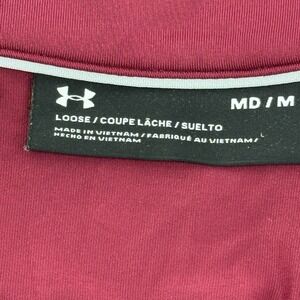 MD / M
LOOSE / COUPE LÂCHE / SUELTO
MADE IN VIETNAM / FABRIQUÉ AU VIETNAM /
HECHO EN VIETNAM